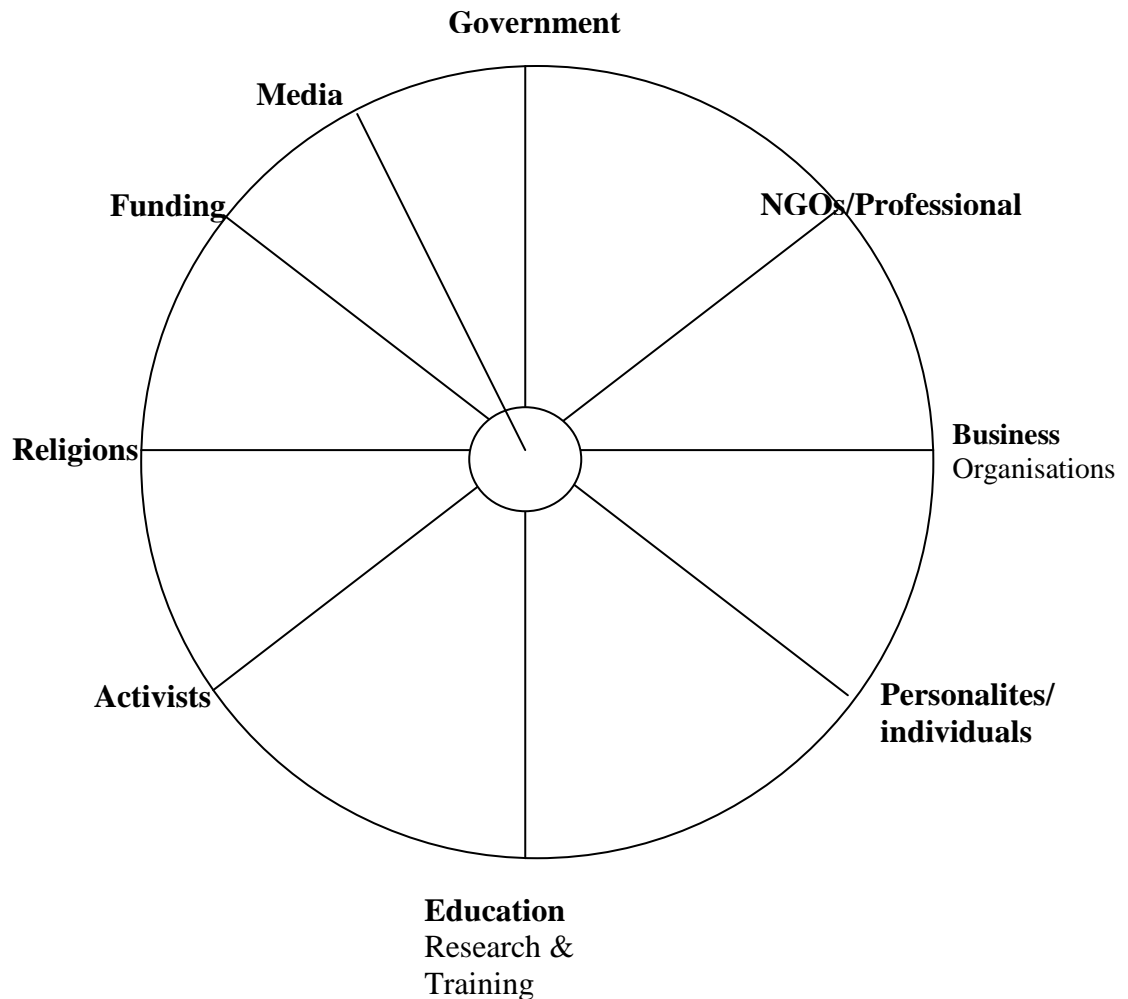 Government
Media
Funding
NGOs/Professional
Religions
Business
Organisations
Activists
Personalites/
individuals
Education
Research &
Training